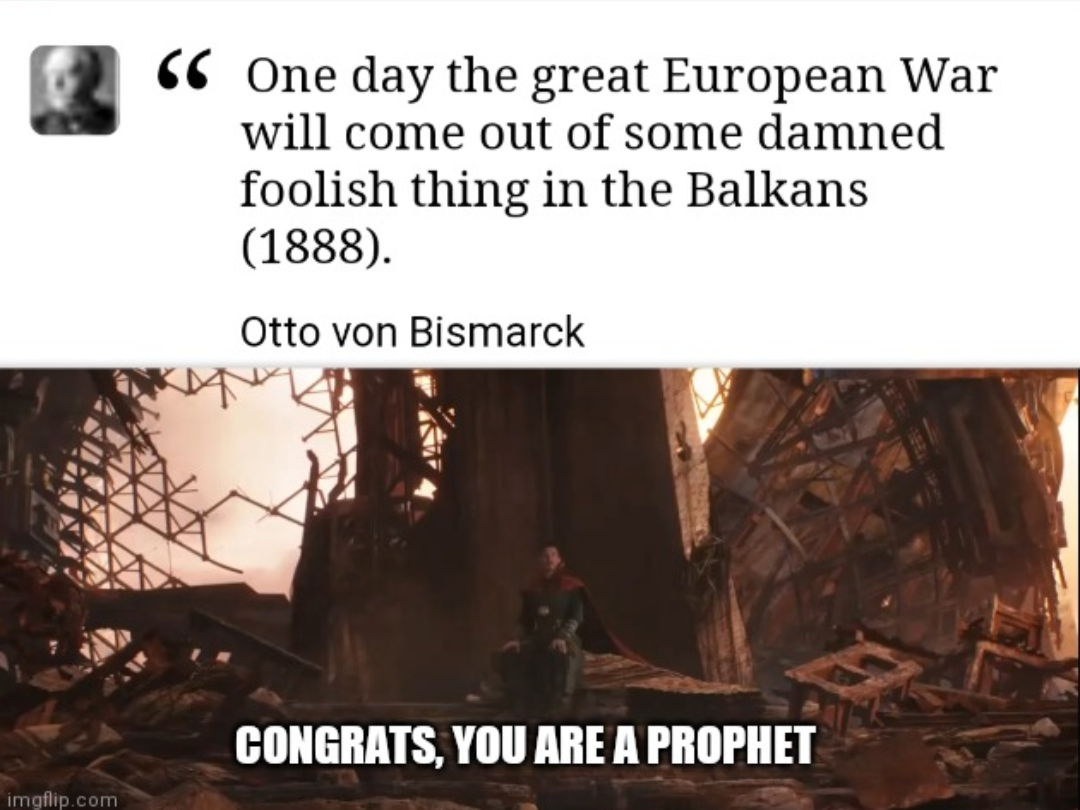 “ One day the great European War
will come out of some damned
foolish thing in the Balkans
(1888).
Otto von Bismarck
CONGRATS, YOU ARE A PROPHET
imgflip.com